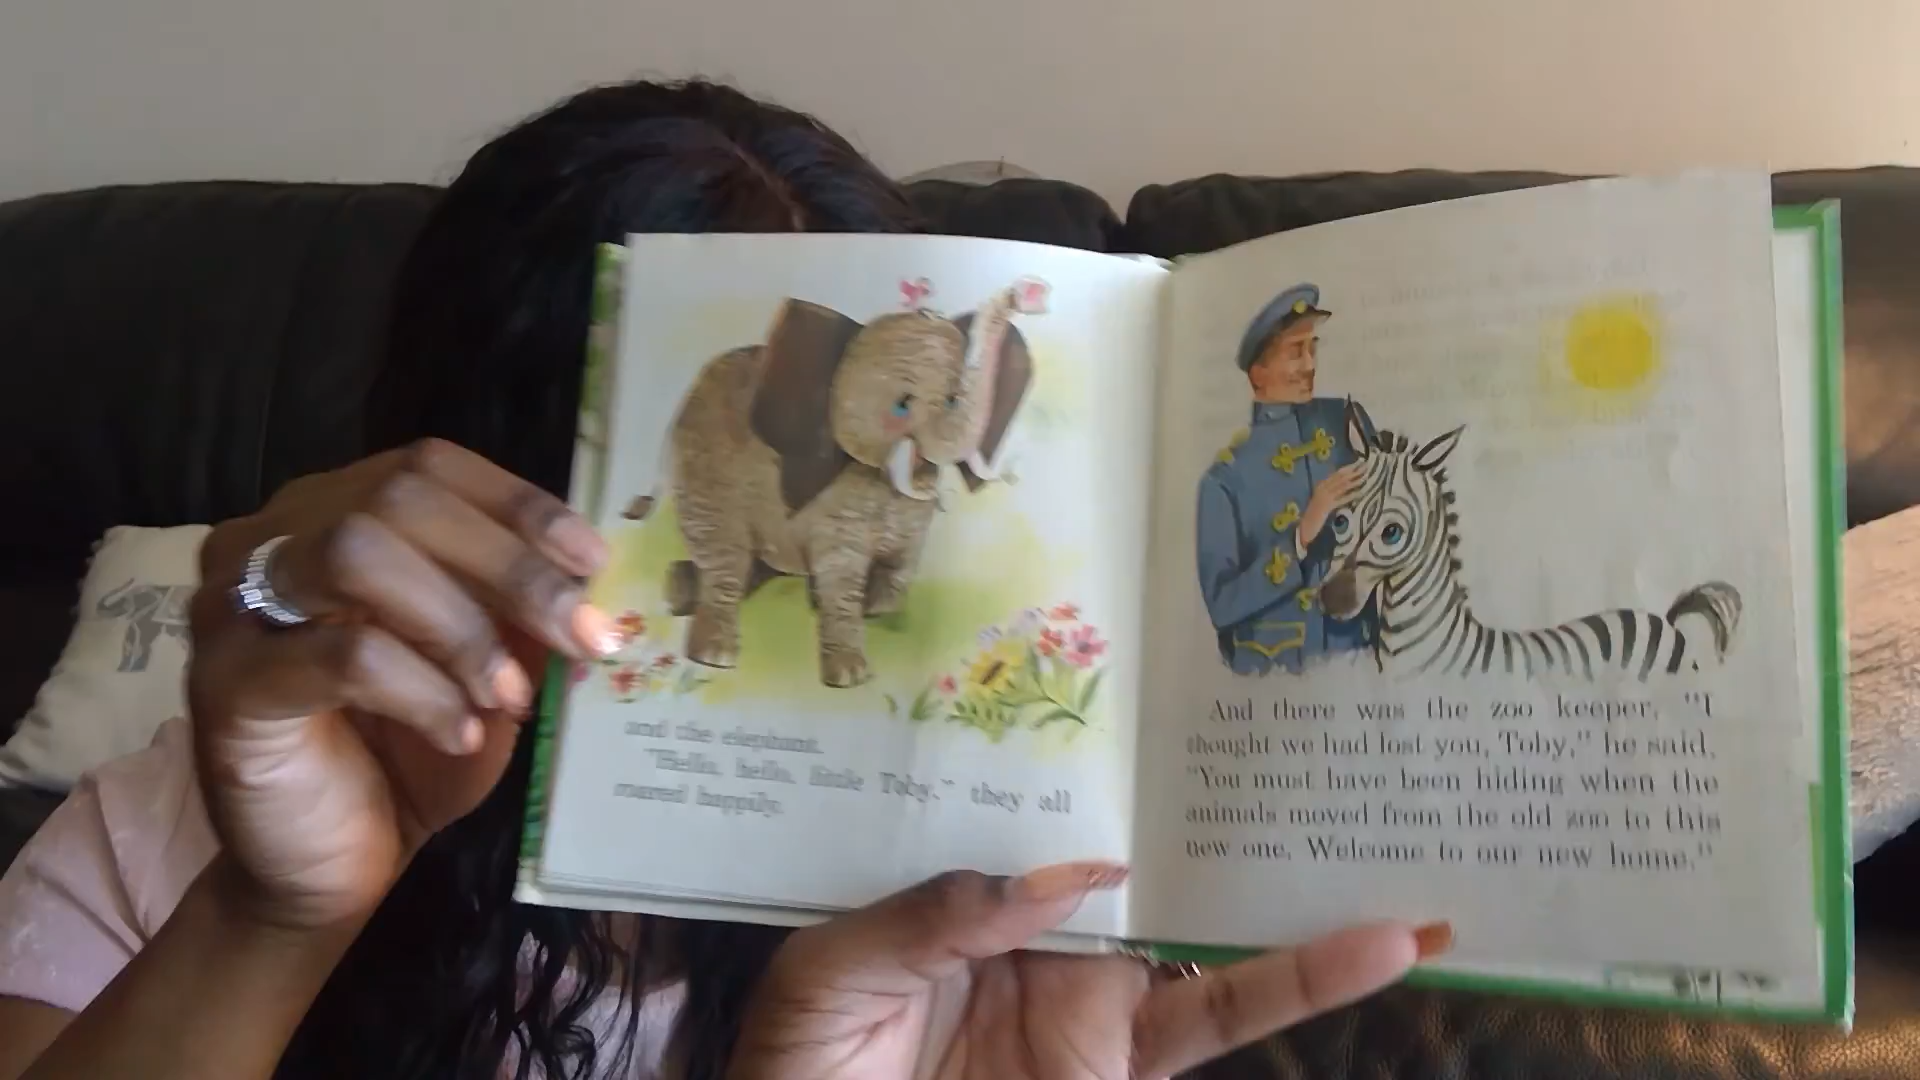 and the elephant.
"Hello, hello, little Toby," they all
roared happily.
And there was the zoo keeper. "I
thought we had lost you, Toby," he said.
"You must have been hiding when the
animals moved from the old zoo to this
new one. Welcome to our new home."